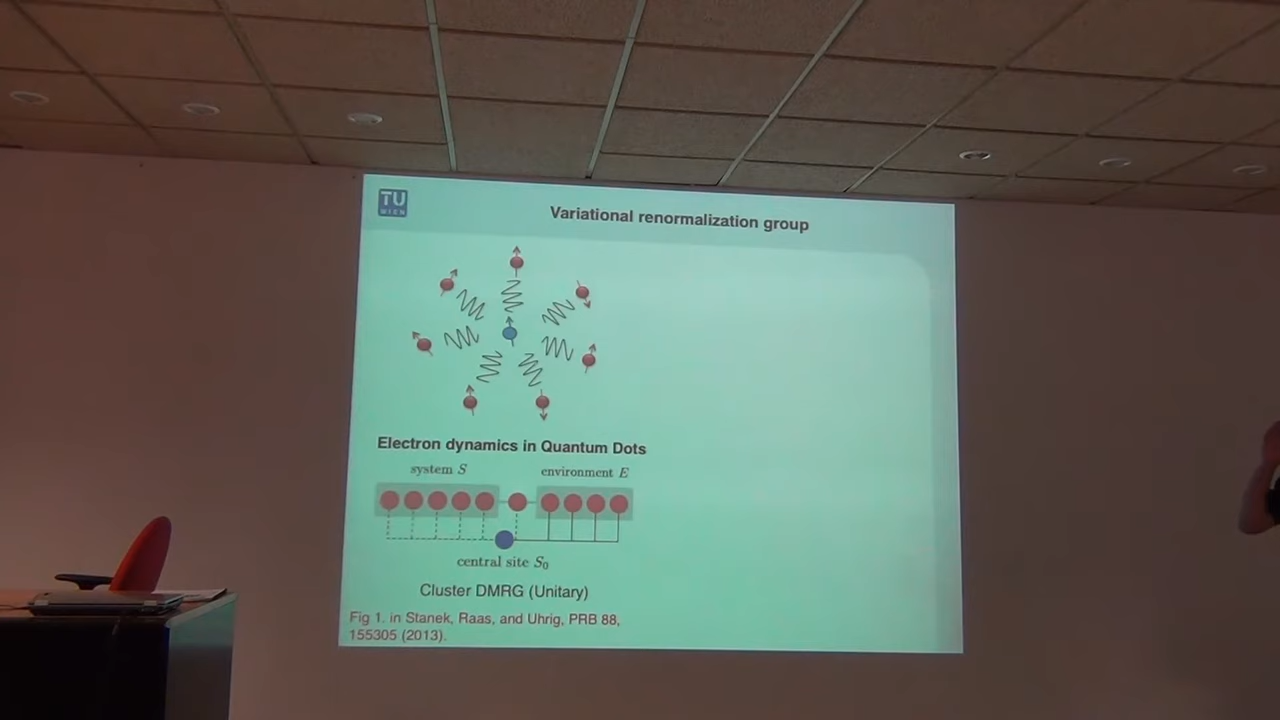 TU
WIEN
Variational renormalization group
Electron dynamics in Quantum Dots
system S
environment E
central site S₀
Cluster DMRG (Unitary)
Fig 1. in Stanek, Raas, and Uhrig, PRB 88,
155305 (2013).